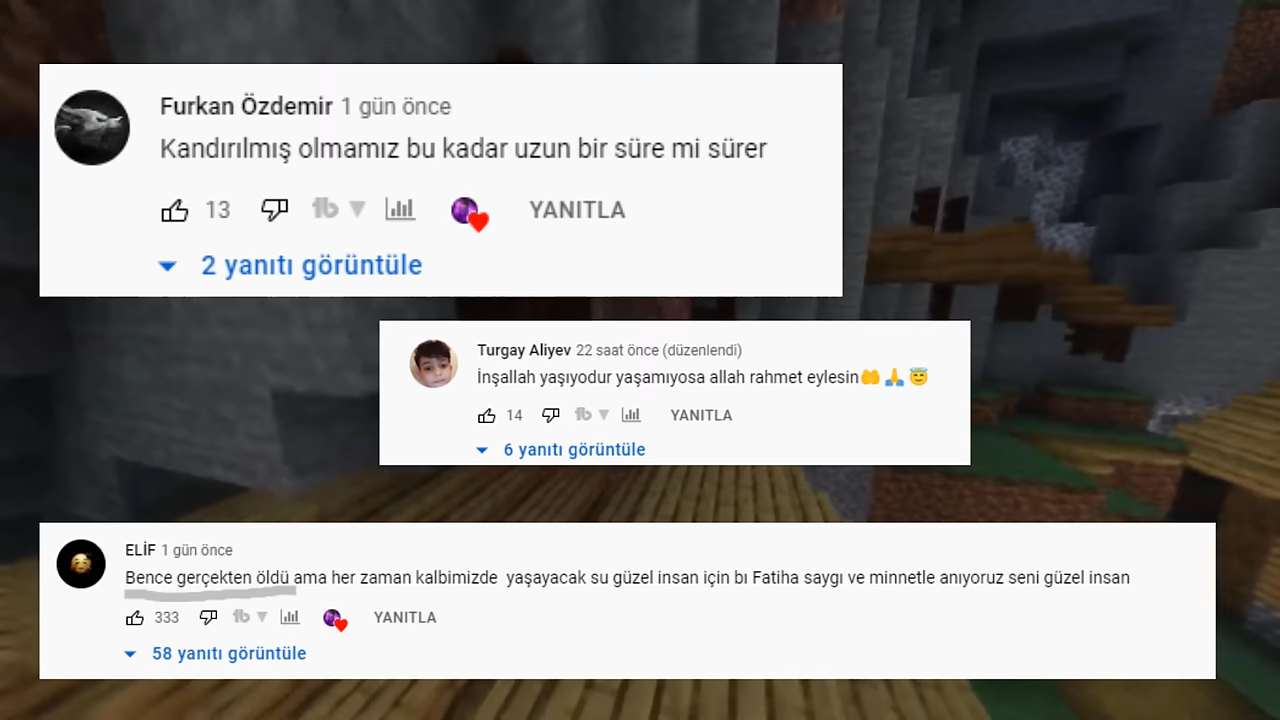 Furkan Özdemir 1 gün önce
Kandırılmış olmamız bu kadar uzun bir süre mi sürer
13 YANITLA
2 yanıtı görüntüle
Turgay Aliyev 22 saat önce (düzenlendi)
İnşallah yaşıyodur yaşamıyosa allah rahmet eylesin🤲🙏😇
14 YANITLA
6 yanıtı görüntüle
ELİF 1 gün önce
Bence gerçekten öldü ama her zaman kalbimizde yaşayacak su güzel insan için bı Fatiha saygı ve minnetle anıyoruz seni güzel insan
333 YANITLA
58 yanıtı görüntüle